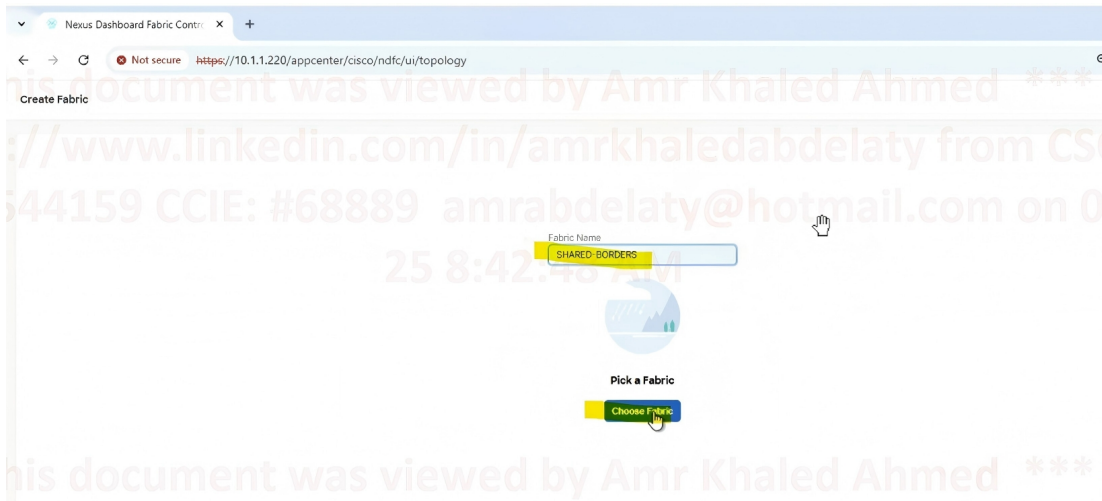 Nexus Dashboard Fabric Contro
Not secure https://10.1.1.220/appcenter/cisco/ndfc/ui/topology
his document was viewed by Amr Khaled Ahmed ***
Create Fabric
://www.linkedin.com/in/amrkhaledabdelaty from CS
544159 CCIE: #68889 amrabdelaty@hotmail.com on 0
Fabric Name
SHARED-BORDERS
25 8:42:48 AM
Pick a Fabric
Choose Fabric
his document was viewed by Amr Khaled Ahmed ***